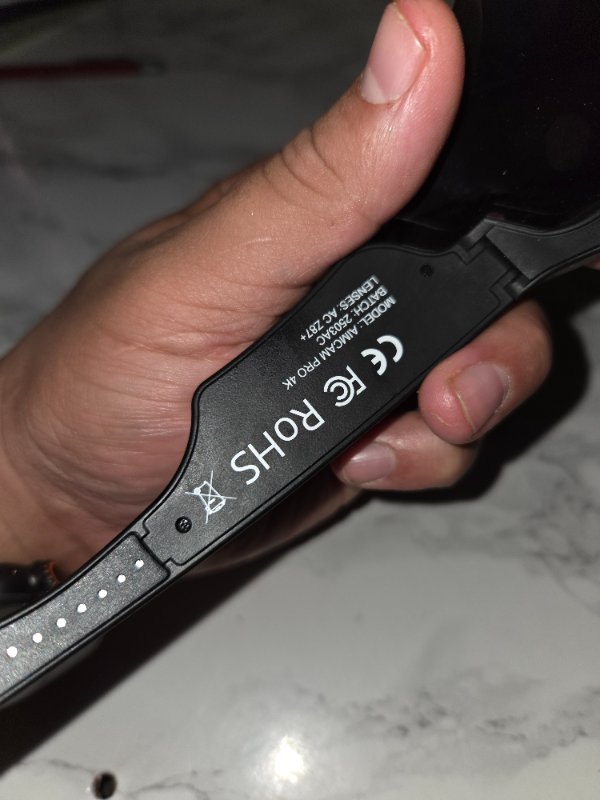 MODEL: AIMCAM PRO 4K
BATCH: 2503AC
LENSES: AC Z87+
CE FC RoHS